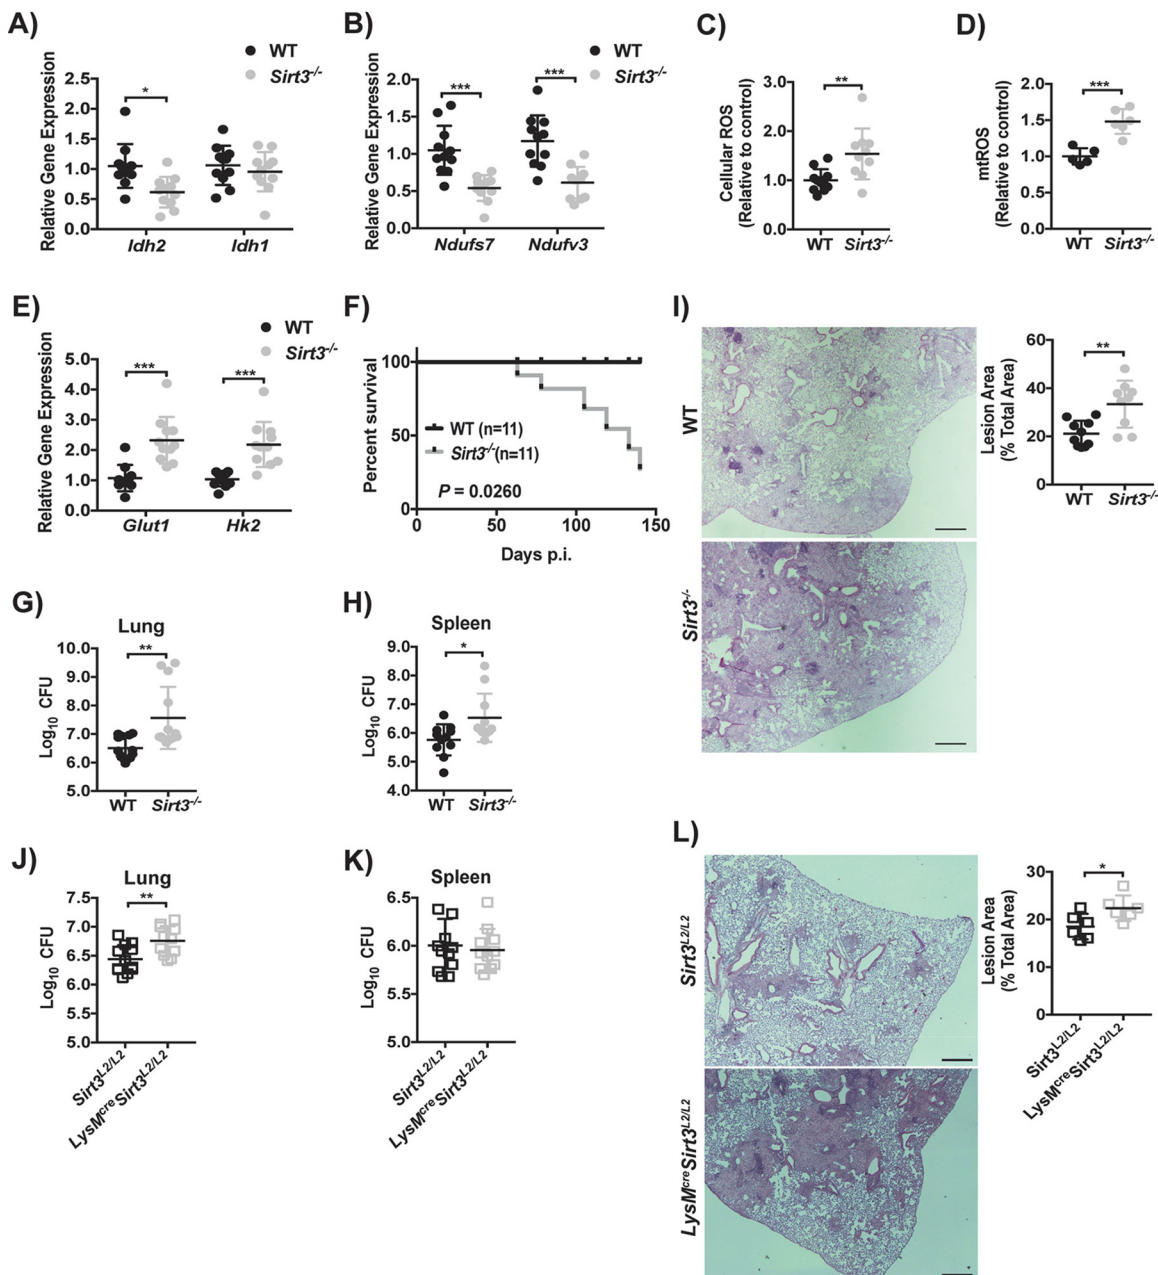 A)
WT
Sirt3-/-
Relative Gene Expression
2.5
2.0
1.5
1.0
0.5
0.0
*
Idh2
Idh1
B)
WT
Sirt3-/-
Relative Gene Expression
2.0
1.5
1.0
0.5
0.0
***
***
Ndufs7
Ndufv3
C)
Cellular ROS
(Relative to control)
3.0
2.0
1.0
0.0
**
WT
Sirt3-/-
D)
mtROS
(Relative to control)
2.0
1.5
1.0
0.5
0.0
***
WT
Sirt3-/-
E)
WT
Sirt3-/-
Relative Gene Expression
5.0
4.0
3.0
2.0
1.0
0.0
***
***
Glut1
Hk2
F)
Percent survival
100
50
0
WT (n=11)
Sirt3-/-(n=11)
P = 0.0260
0
50
100
150
Days p.i.
G)
Lung
Log10 CFU
10.0
9.0
8.0
7.0
6.0
5.0
**
WT
Sirt3-/-
H)
Spleen
Log10 CFU
9.0
8.0
7.0
6.0
5.0
4.0
*
WT
Sirt3-/-
I)
WT
Sirt3-/-
Lesion Area
(% Total Area)
60
40
20
0
**
WT
Sirt3-/-
J)
Lung
Log10 CFU
7.5
7.0
6.5
6.0
5.5
5.0
**
Sirt3L2/L2
LysMcreSirt3L2/L2
K)
Spleen
Log10 CFU
6.5
6.0
5.5
5.0
Sirt3L2/L2
LysMcreSirt3L2/L2
L)
Sirt3L2/L2
LysMcreSirt3L2/L2
Lesion Area
(% Total Area)
30
20
10
0
*
Sirt3L2/L2
LysMcreSirt3L2/L2